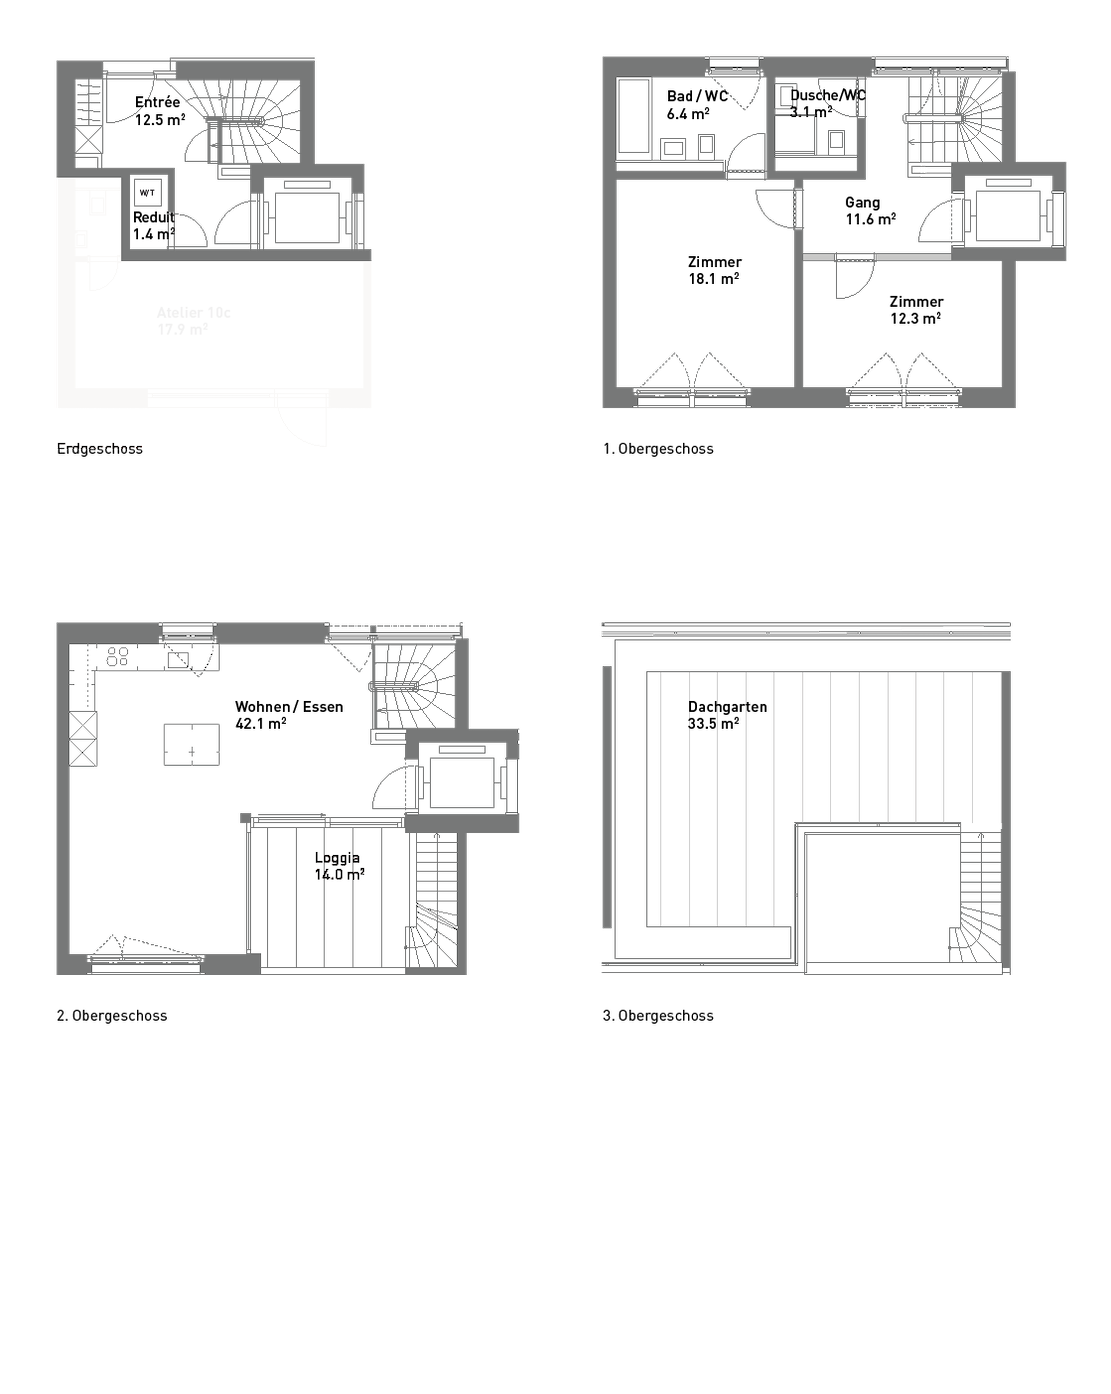 Entrée
12.5 m²
W/T
Reduit
1.4 m²
Atelier 10c
17.9 m²
Erdgeschoss
Bad / WC
6.4 m²
Dusche/WC
3.1 m²
Gang
11.6 m²
Zimmer
18.1 m²
Zimmer
12.3 m²
1. Obergeschoss
Wohnen / Essen
42.1 m²
Loggia
14.0 m²
2. Obergeschoss
Dachgarten
33.5 m²
3. Obergeschoss